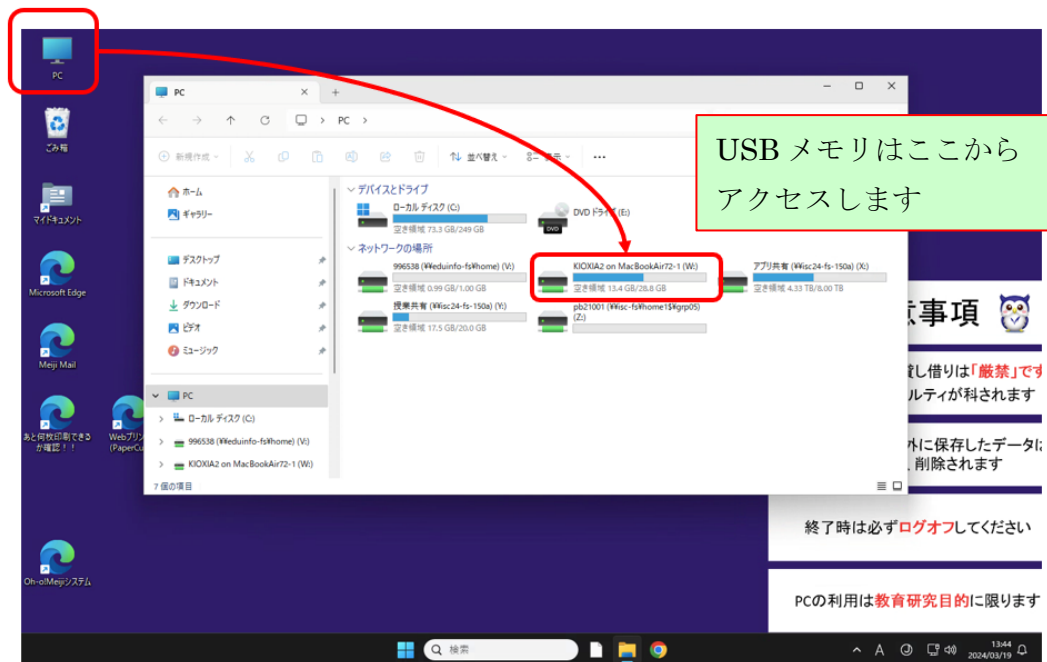 PC
ごみ箱
マイドキュメント
Microsoft Edge
Meiji Mail
あと何枚印刷できる
か確認！！
Webプリン
(PaperCu
Oh-o!Meijiシステム
PC
PC
新規作成
並べ替え
表示
USB メモリはここから
アクセスします
ホーム
ギャラリー
デスクトップ
ドキュメント
ダウンロード
ビデオ
ミュージック
PC
ローカル ディスク (C:)
996538 (¥¥eduinfo-fs¥home) (V:)
KIOXIA2 on MacBookAir72-1 (W:)
7 個の項目
デバイスとドライブ
ローカル ディスク (C:)
空き領域 73.3 GB/249 GB
DVD ドライブ (E:)
DVD
ネットワークの場所
996538 (¥¥eduinfo-fs¥home) (V:)
空き領域 0.99 GB/1.00 GB
KIOXIA2 on MacBookAir72-1 (W:)
空き領域 13.4 GB/28.8 GB
アプリ共有 (¥¥isc24-fs-150a) (X:)
空き領域 4.33 TB/8.00 TB
授業共有 (¥¥isc24-fs-150a) (Y:)
空き領域 17.5 GB/20.0 GB
pb21001 (¥¥isc-fs¥home1$¥grp05)
(Z:)
事項
貸し借りは「厳禁」です
ルティが科されます
外に保存したデータは
削除されます
終了時は必ずログオフしてください
PCの利用は教育研究目的に限ります
検索
A
13:44
2024/03/19